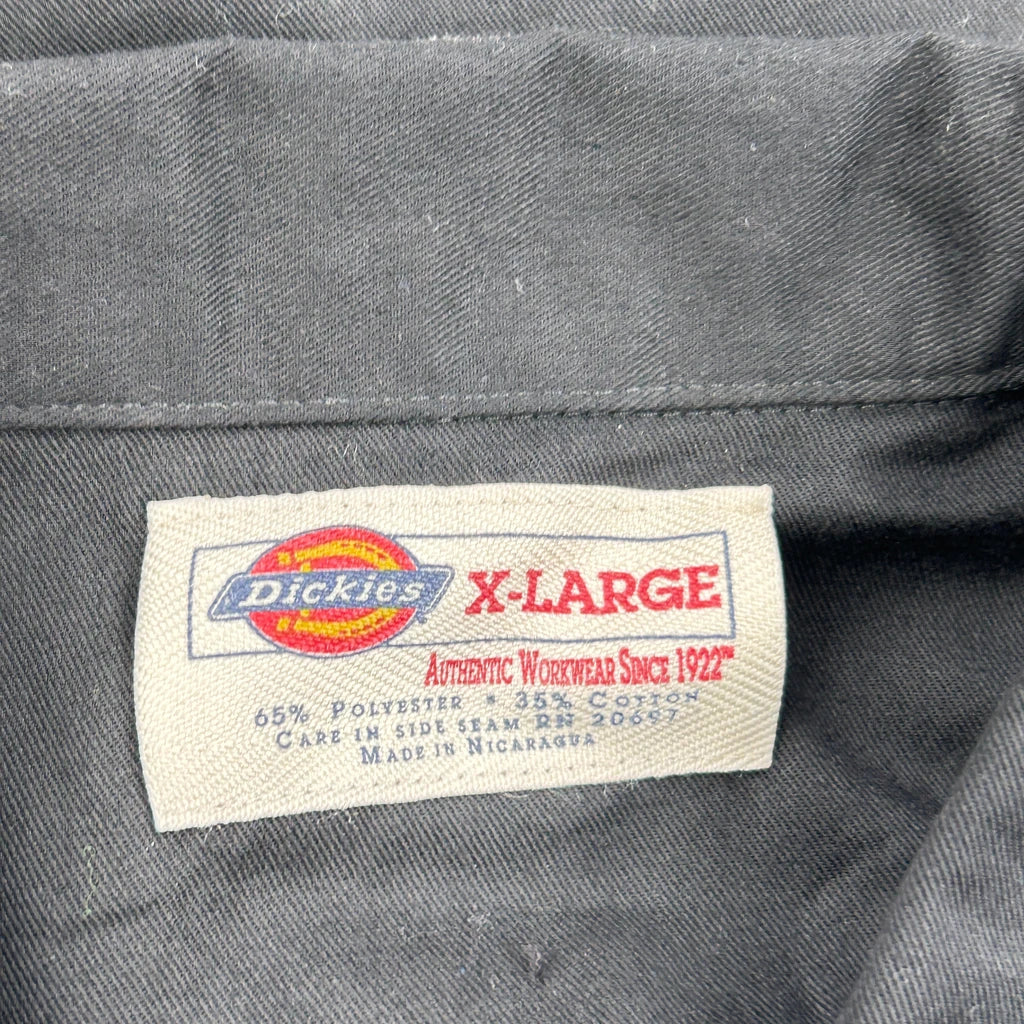 Dickies® X-LARGE
AUTHENTIC WORKWEAR SINCE 1922™
65% POLYESTER * 35% COTTON
CARE IN SIDE SEAM RN 20697
MADE IN NICARAGUA